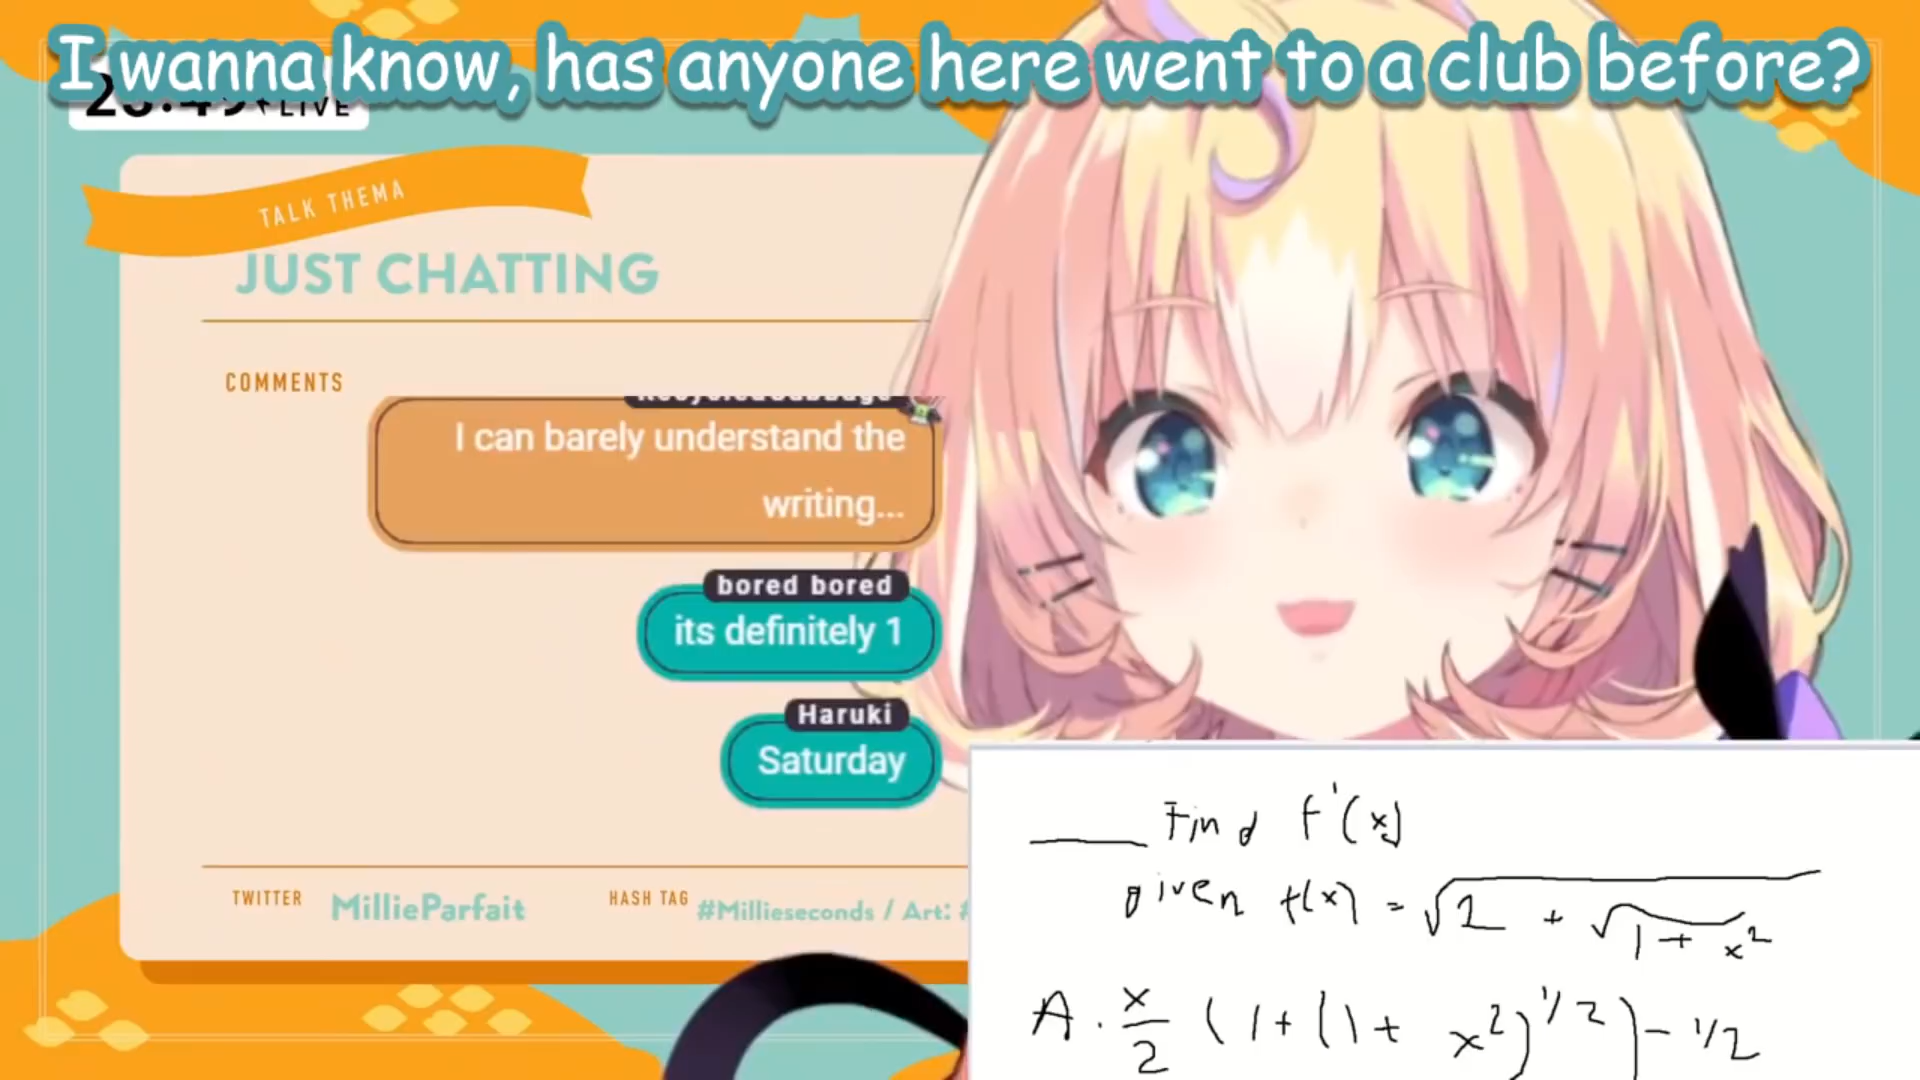 I wanna know, has anyone here went to a club before?
LIVE
TALK THEMA
JUST CHATTING
COMMENTS
I can barely understand the
writing...
bored bored
its definitely 1
Haruki
Saturday
TWITTER MillieParfait HASH TAG #Millieseconds / Art: #
Find f'(x)
given f(x) = √2 + √1 + x²
A. x/2 (1 + (1 + x²)^1/2) - 1/2